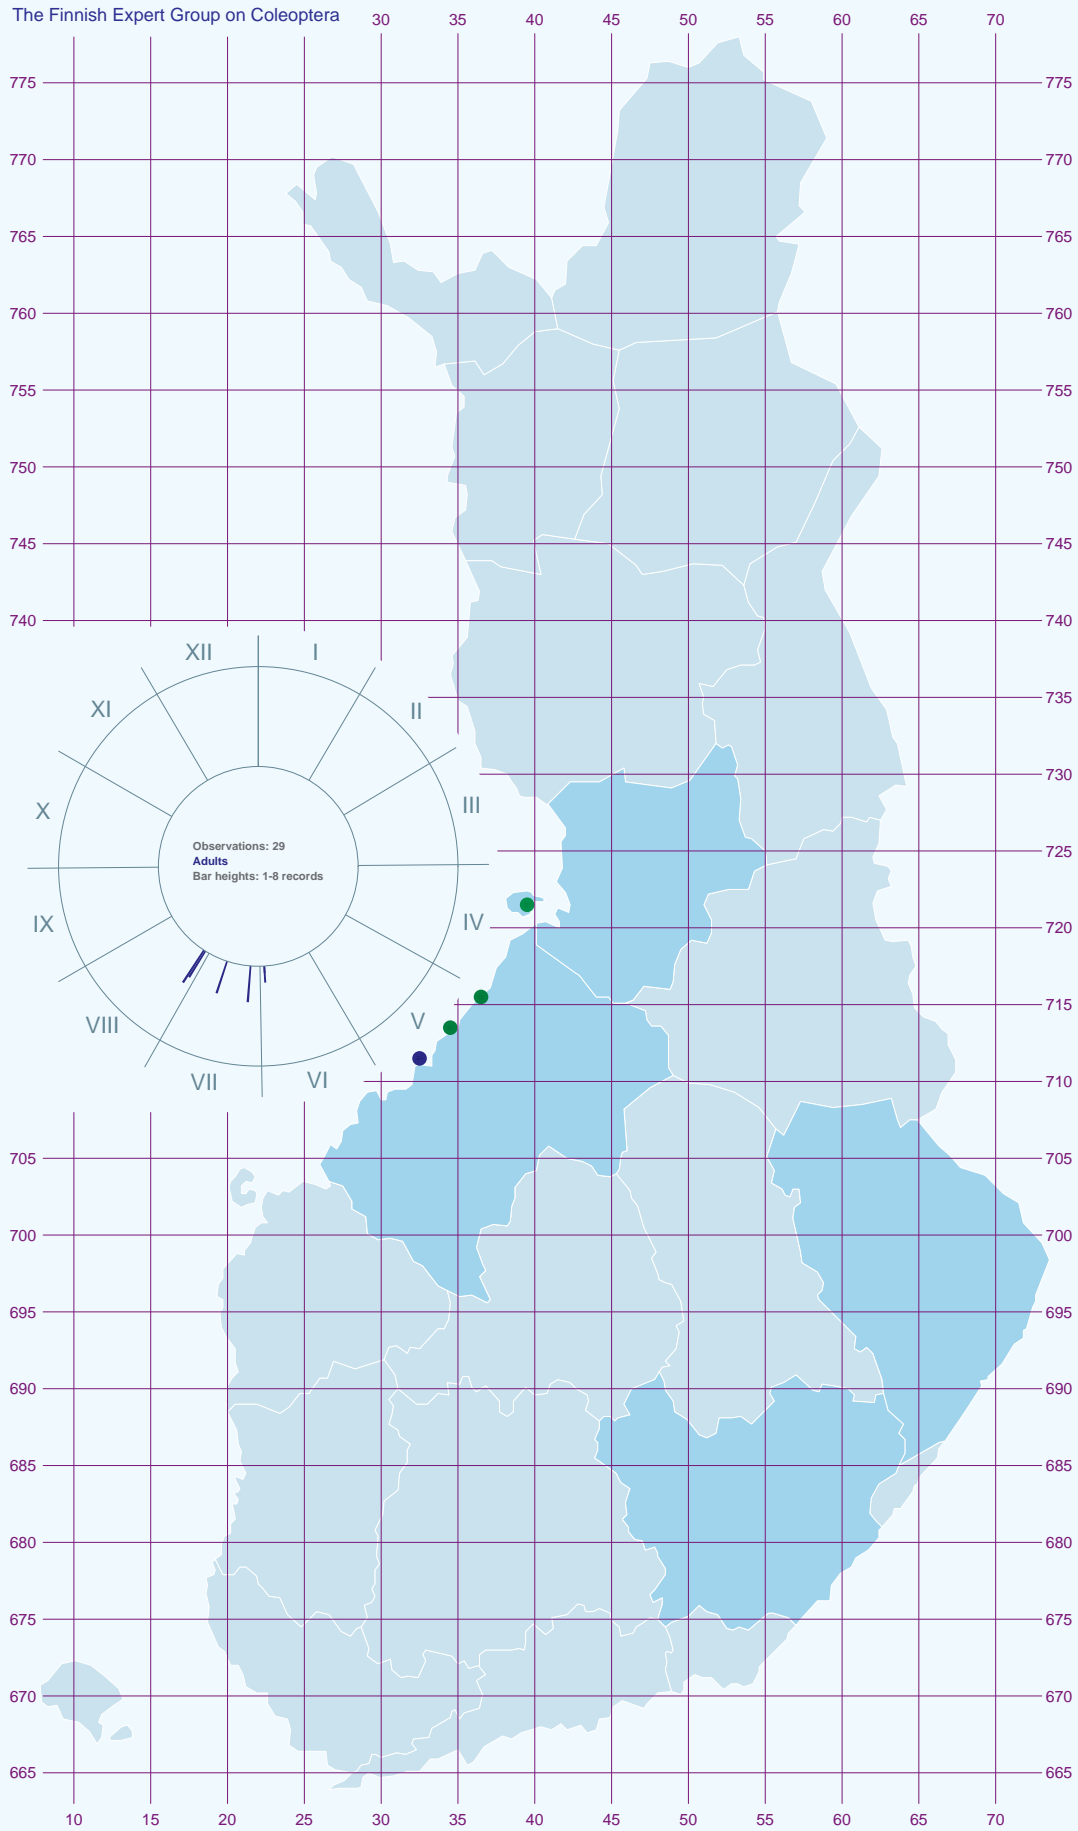 The Finnish Expert Group on Coleoptera
30 35 40 45 50 55 60 65 70
775 775
770 770
765 765
760 760
755 755
750 750
745 745
740 740
XII I
XI II
735
730
X III
Observations: 29
Adults
Bar heights: 1-8 records
725
IX IV
720
715
VIII V
VII VI
710
705 705
700 700
695 695
690 690
685 685
680 680
675 675
670 670
665 665
10 15 20 25 30 35 40 45 50 55 60 65 70